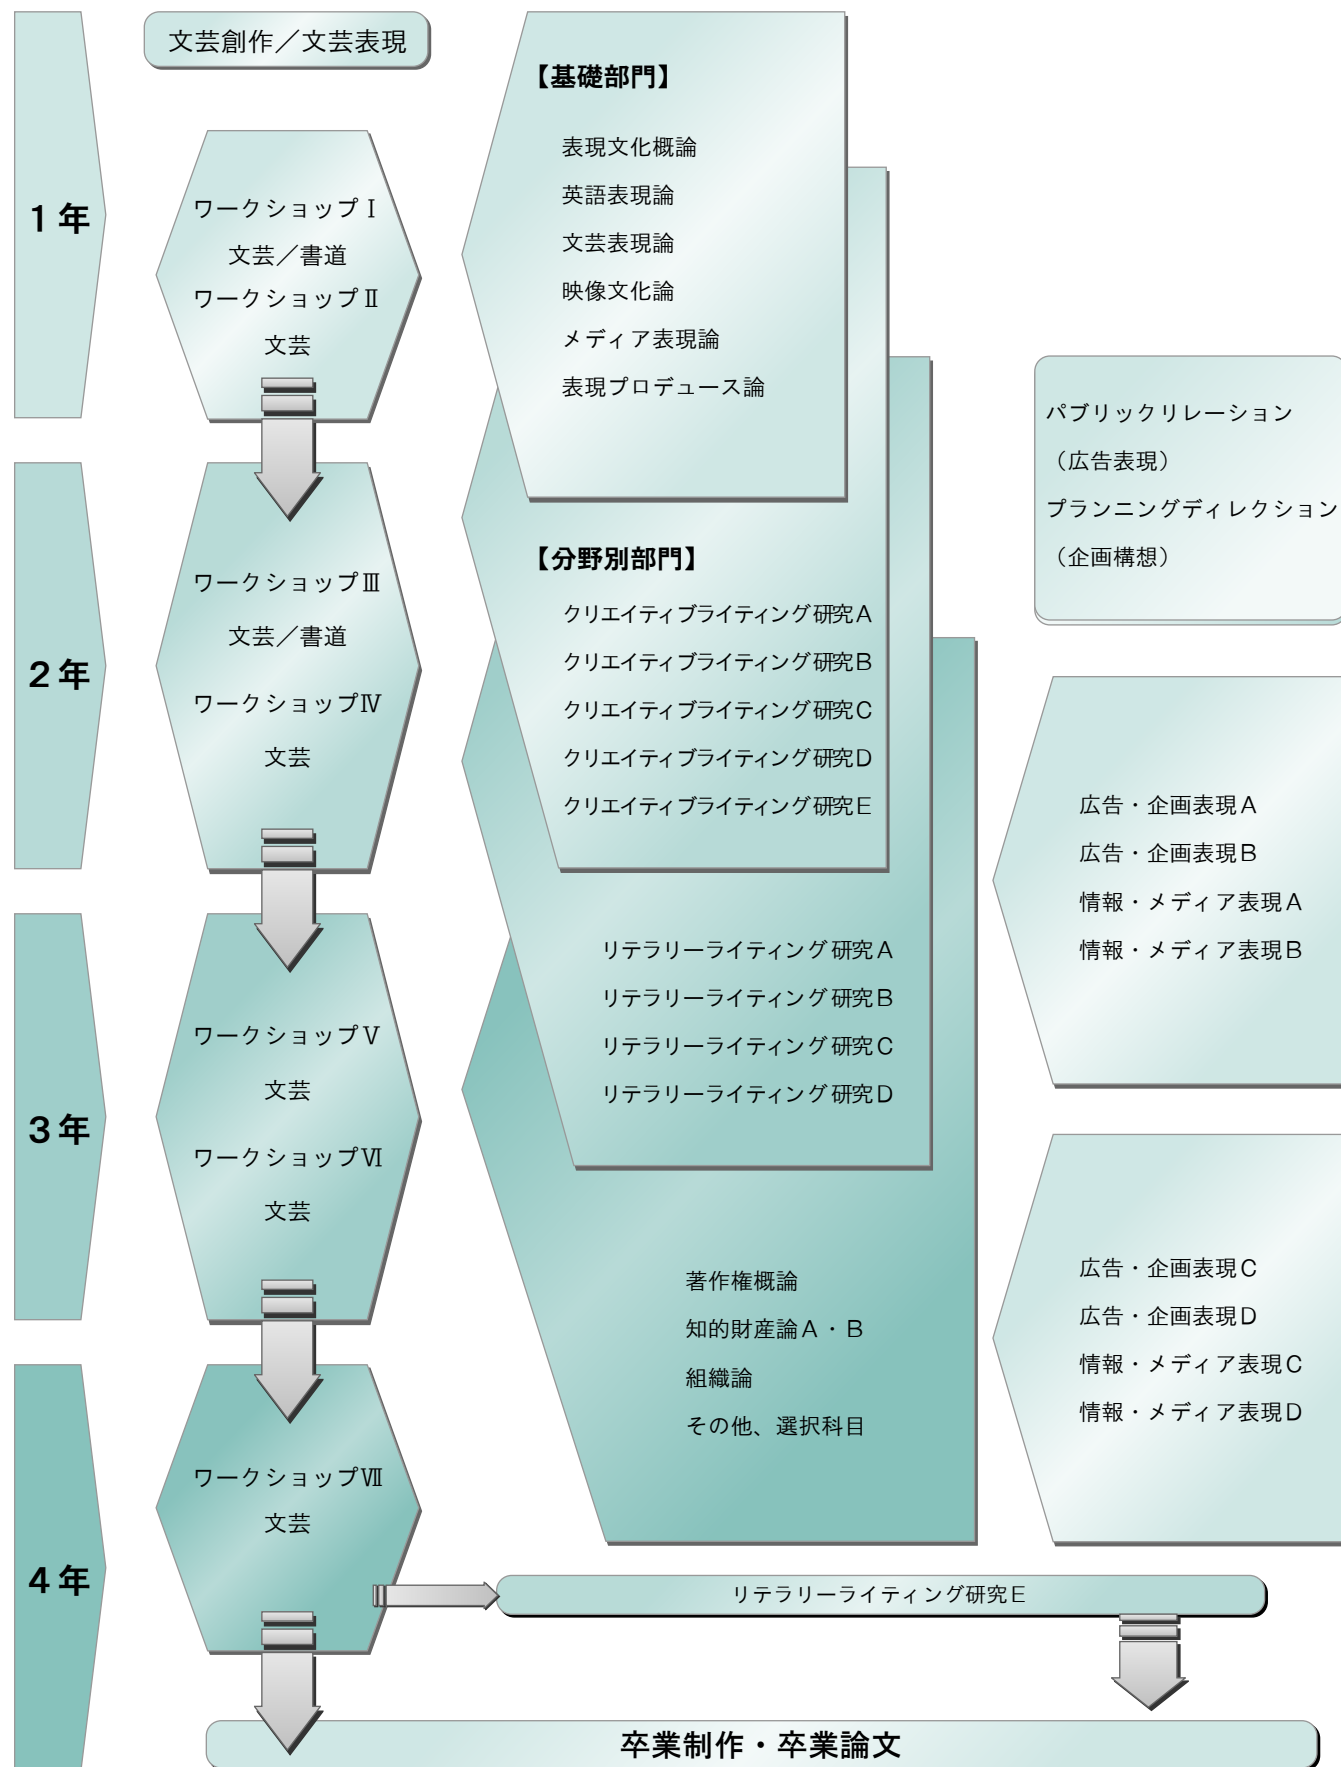 文芸創作／文芸表現
1年
ワークショップⅠ
文芸／書道
ワークショップⅡ
文芸
【基礎部門】
表現文化概論
英語表現論
文芸表現論
映像文化論
メディア表現論
表現プロデュース論
パブリックリレーション
（広告表現）
プランニングディレクション
（企画構想）
2年
ワークショップⅢ
文芸／書道
ワークショップⅣ
文芸
【分野別部門】
クリエイティブライティング研究A
クリエイティブライティング研究B
クリエイティブライティング研究C
クリエイティブライティング研究D
クリエイティブライティング研究E
広告・企画表現A
広告・企画表現B
情報・メディア表現A
情報・メディア表現B
3年
ワークショップⅤ
文芸
ワークショップⅥ
文芸
リテラリーライティング研究A
リテラリーライティング研究B
リテラリーライティング研究C
リテラリーライティング研究D
著作権概論
知的財産論A・B
組織論
その他、選択科目
広告・企画表現C
広告・企画表現D
情報・メディア表現C
情報・メディア表現D
4年
ワークショップⅦ
文芸
リテラリーライティング研究E
卒業制作・卒業論文